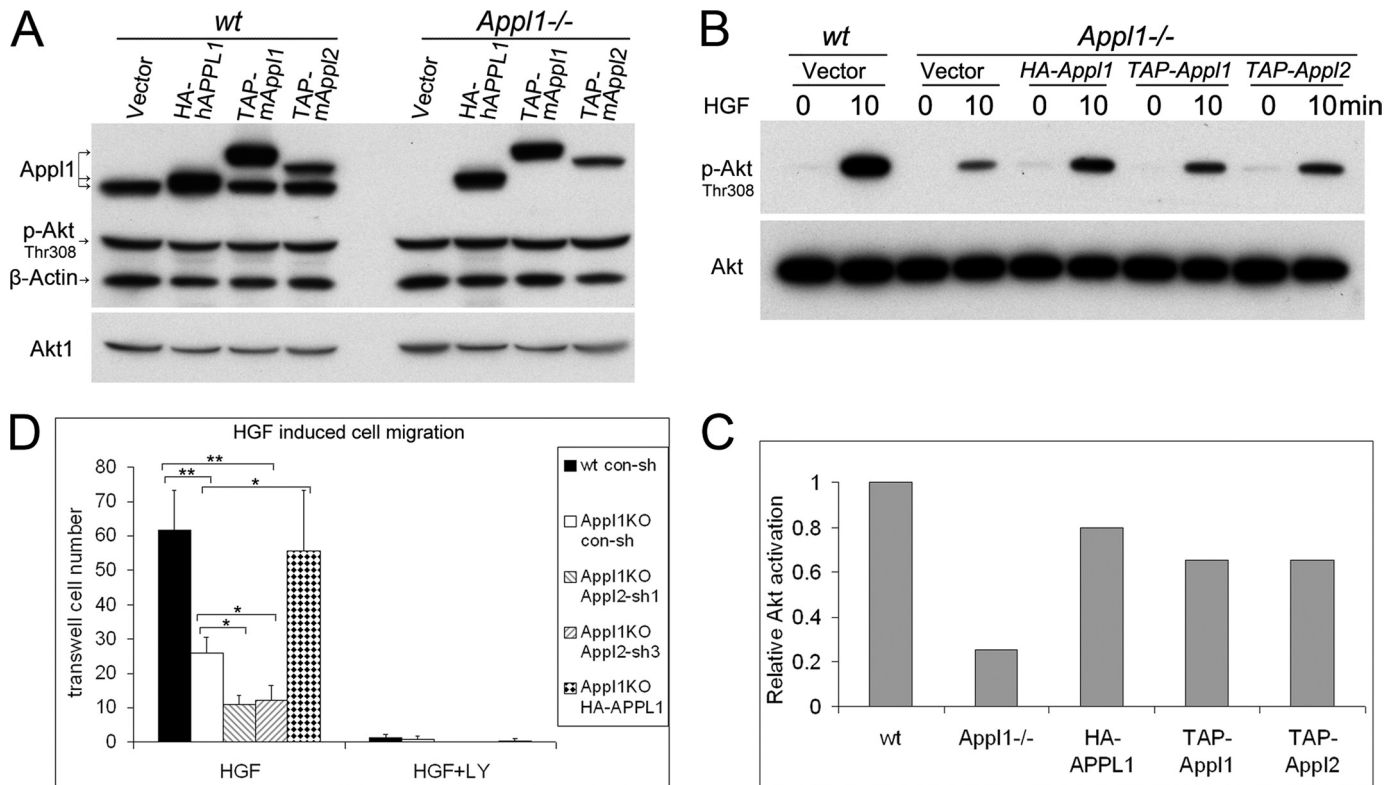 A
wt
Appl1-/-
Vector
HA-
hAPPL1
TAP-
mAppl1
TAP-
mAppl2
Vector
HA-
hAPPL1
TAP-
mAppl1
TAP-
mAppl2
Appl1
p-Akt
Thr308
β-Actin
Akt1
B
wt
Appl1-/-
Vector
Vector
HA-Appl1
TAP-Appl1
TAP-Appl2
HGF 0 10 0 10 0 10 0 10 0 10min
p-Akt
Thr308
Akt
D
HGF induced cell migration
transwell cell number
80
70
60
50
40
30
20
10
0
**
**
*
*
*
HGF
HGF+LY
wt con-sh
Appl1KO
con-sh
Appl1KO
Appl2-sh1
Appl1KO
Appl2-sh3
Appl1KO
HA-APPL1
C
Relative Akt activation
1
0.8
0.6
0.4
0.2
0
wt
Appl1-/-
HA-
APPL1
TAP-
Appl1
TAP-
Appl2